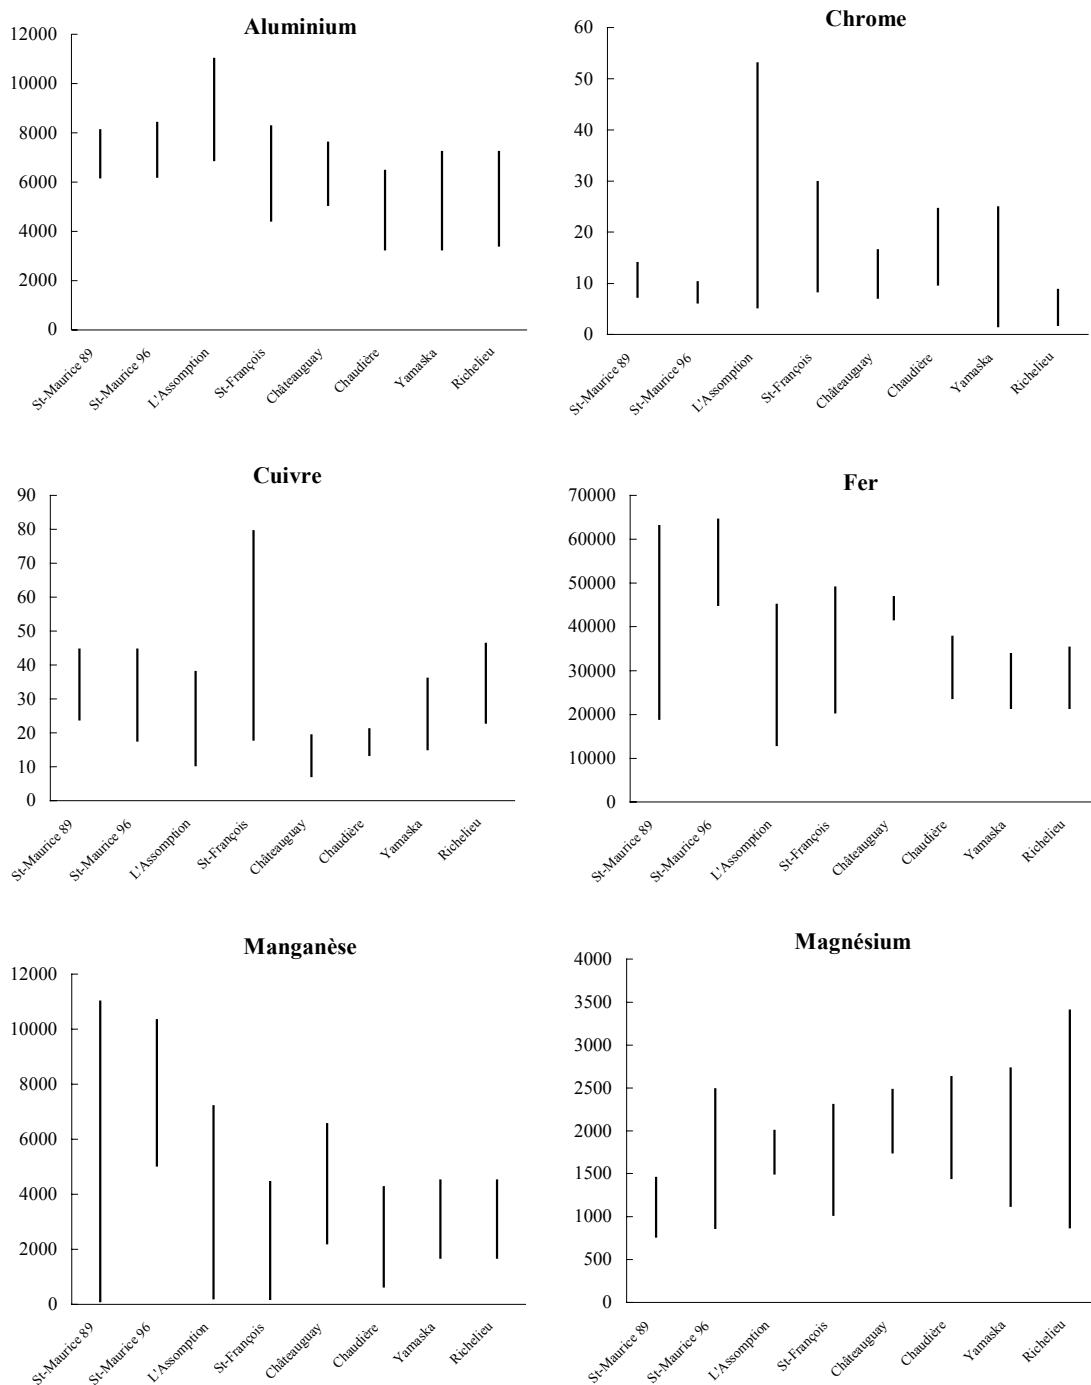 Aluminium
12000
10000
8000
6000
4000
2000
0
St-Maurice 89
St-Maurice 96
L'Assomption
St-François
Châteauguay
Chaudière
Yamaska
Richelieu
Chrome
60
50
40
30
20
10
0
St-Maurice 89
St-Maurice 96
L'Assomption
St-François
Châteauguay
Chaudière
Yamaska
Richelieu
Cuivre
90
80
70
60
50
40
30
20
10
0
St-Maurice 89
St-Maurice 96
L'Assomption
St-François
Châteauguay
Chaudière
Yamaska
Richelieu
Fer
70000
60000
50000
40000
30000
20000
10000
0
St-Maurice 89
St-Maurice 96
L'Assomption
St-François
Châteauguay
Chaudière
Yamaska
Richelieu
Manganèse
12000
10000
8000
6000
4000
2000
0
St-Maurice 89
St-Maurice 96
L'Assomption
St-François
Châteauguay
Chaudière
Yamaska
Richelieu
Magnésium
4000
3500
3000
2500
2000
1500
1000
500
0
St-Maurice 89
St-Maurice 96
L'Assomption
St-François
Châteauguay
Chaudière
Yamaska
Richelieu